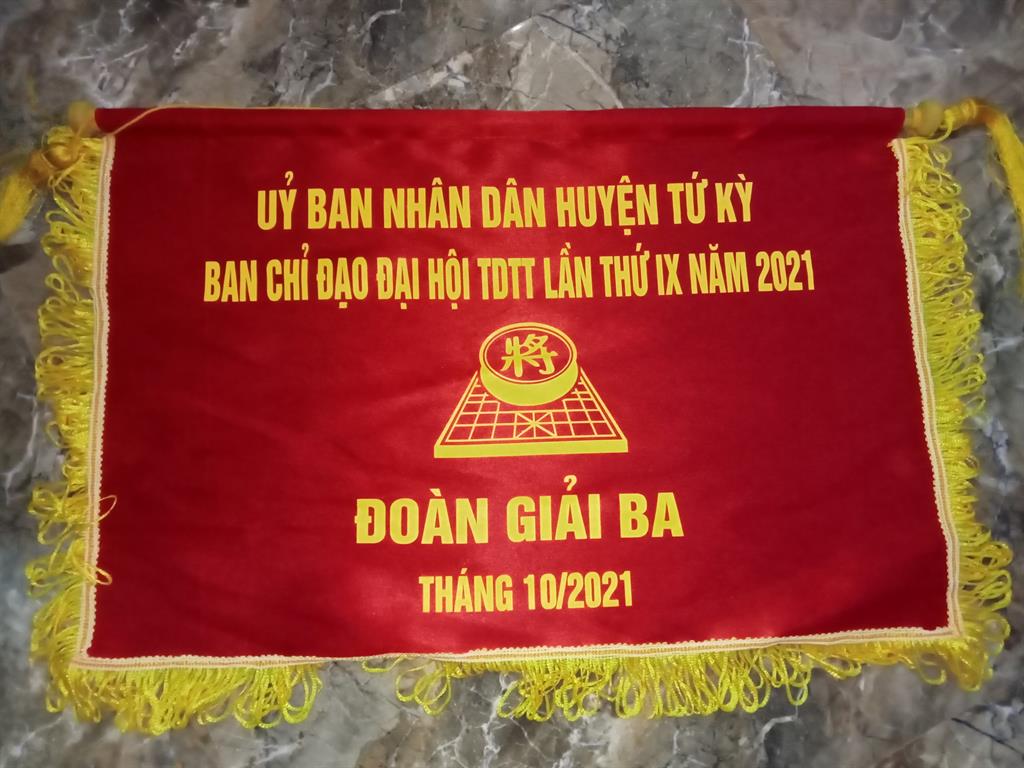 UỶ BAN NHÂN DÂN HUYỆN TỨ KỲ
BAN CHỈ ĐẠO ĐẠI HỘI TDTT LẦN THỨ IX NĂM 2021
將
ĐOÀN GIẢI BA
THÁNG 10/2021